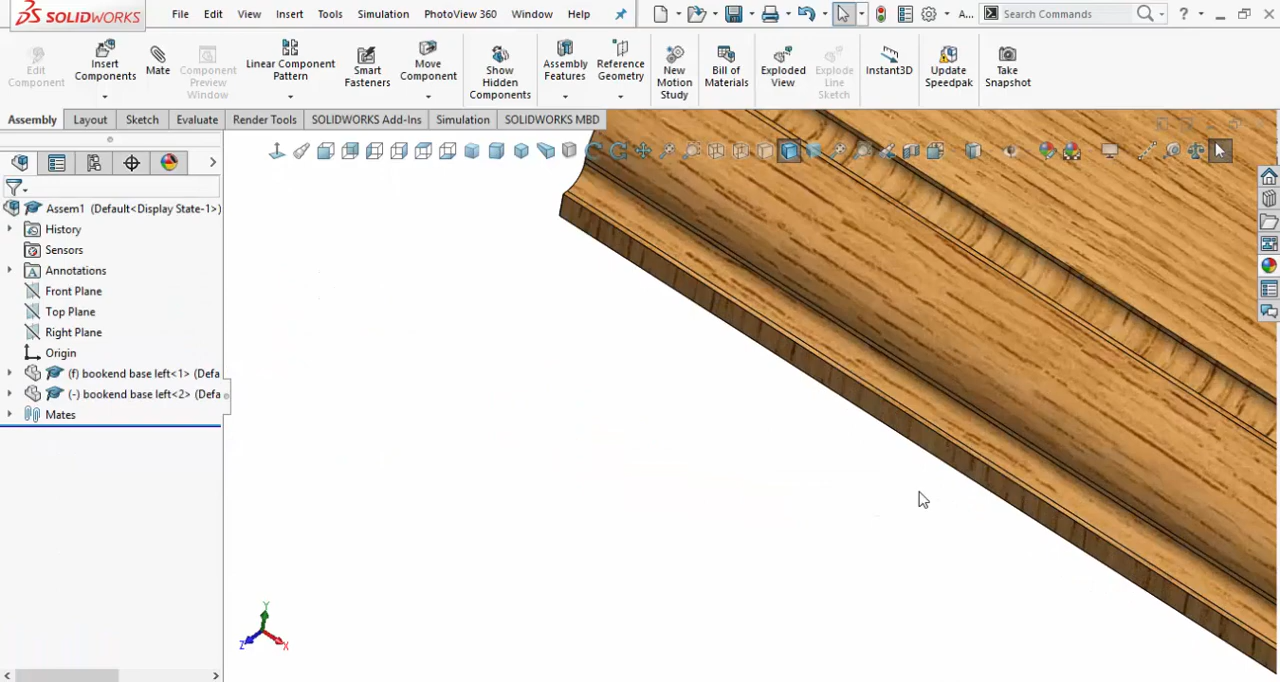 SOLIDWORKS File Edit View Insert Tools Simulation PhotoView 360 Window Help A... Search Commands ?
Edit Component
Insert Components
Mate
Component Preview Window
Linear Component Pattern
Smart Fasteners
Move Component
Show Hidden Components
Assembly Features
Reference Geometry
New Motion Study
Bill of Materials
Exploded View
Explode Line Sketch
Instant3D
Update Speedpak
Take Snapshot
Assembly Layout Sketch Evaluate Render Tools SOLIDWORKS Add-Ins Simulation SOLIDWORKS MBD
Assem1 (Default<Display State-1>)
History
Sensors
Annotations
Front Plane
Top Plane
Right Plane
Origin
(f) bookend base left<1> (Defa
(-) bookend base left<2> (Defa
Mates
Y
Z X